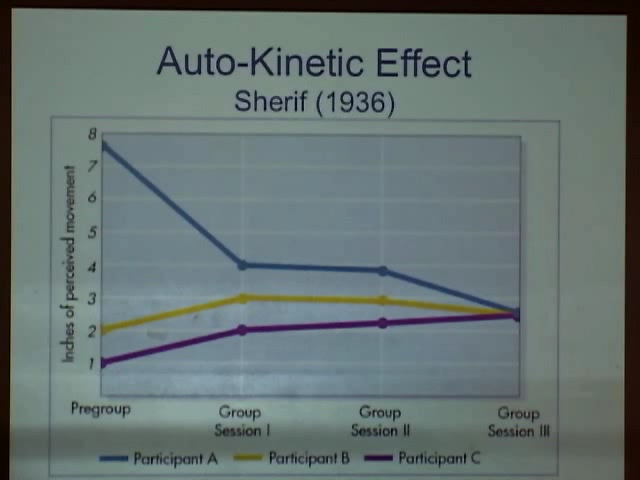 Auto-Kinetic Effect
Sherif (1936)
8
7
6
5
4
3
2
1
Inches of perceived movement
Pregroup
Group
Session I
Group
Session II
Group
Session III
Participant A
Participant B
Participant C